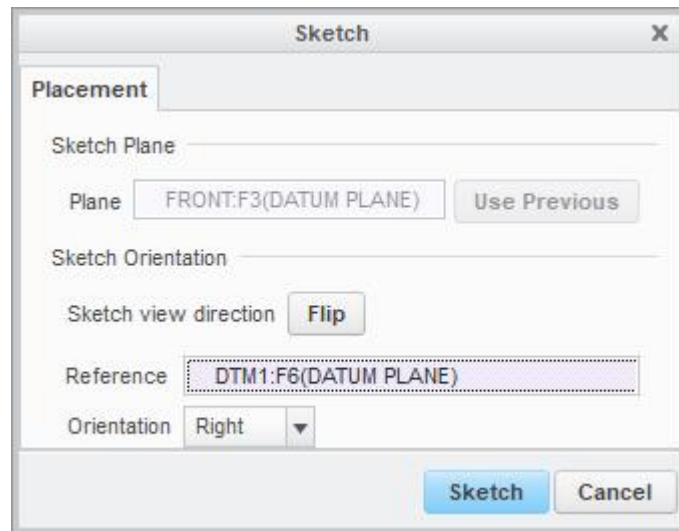 Sketch
Placement
Sketch Plane
Plane FRONT:F3(DATUM PLANE) Use Previous
Sketch Orientation
Sketch view direction Flip
Reference DTM1:F6(DATUM PLANE)
Orientation Right
Sketch Cancel